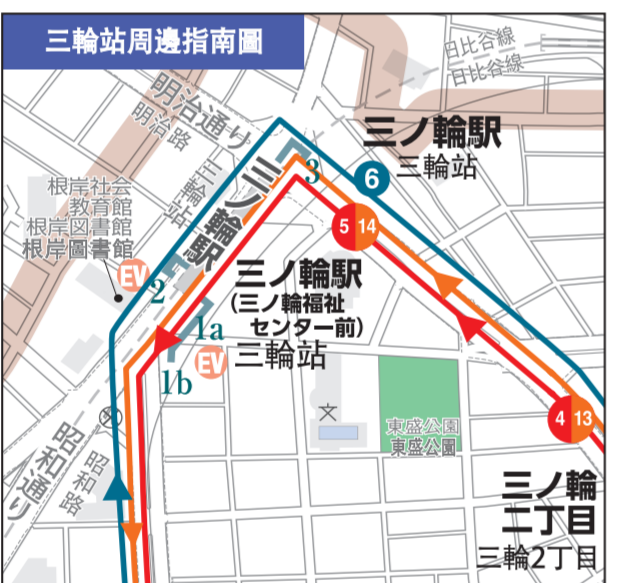 三輪站周邊指南圖
日比谷線
日比谷線
明治通り
明治路
三ノ輪駅
三輪站
三ノ輪駅
三輪站
3
6
5 14
根岸社会
教育館
根岸図書館
根岸圖書館
EV
2
三ノ輪駅
(三ノ輪福祉
センター前)
三輪站
1a
EV
1b
文
東盛公園
東盛公園
4 13
昭和通り
昭和路
三ノ輪
二丁目
三輪2丁目